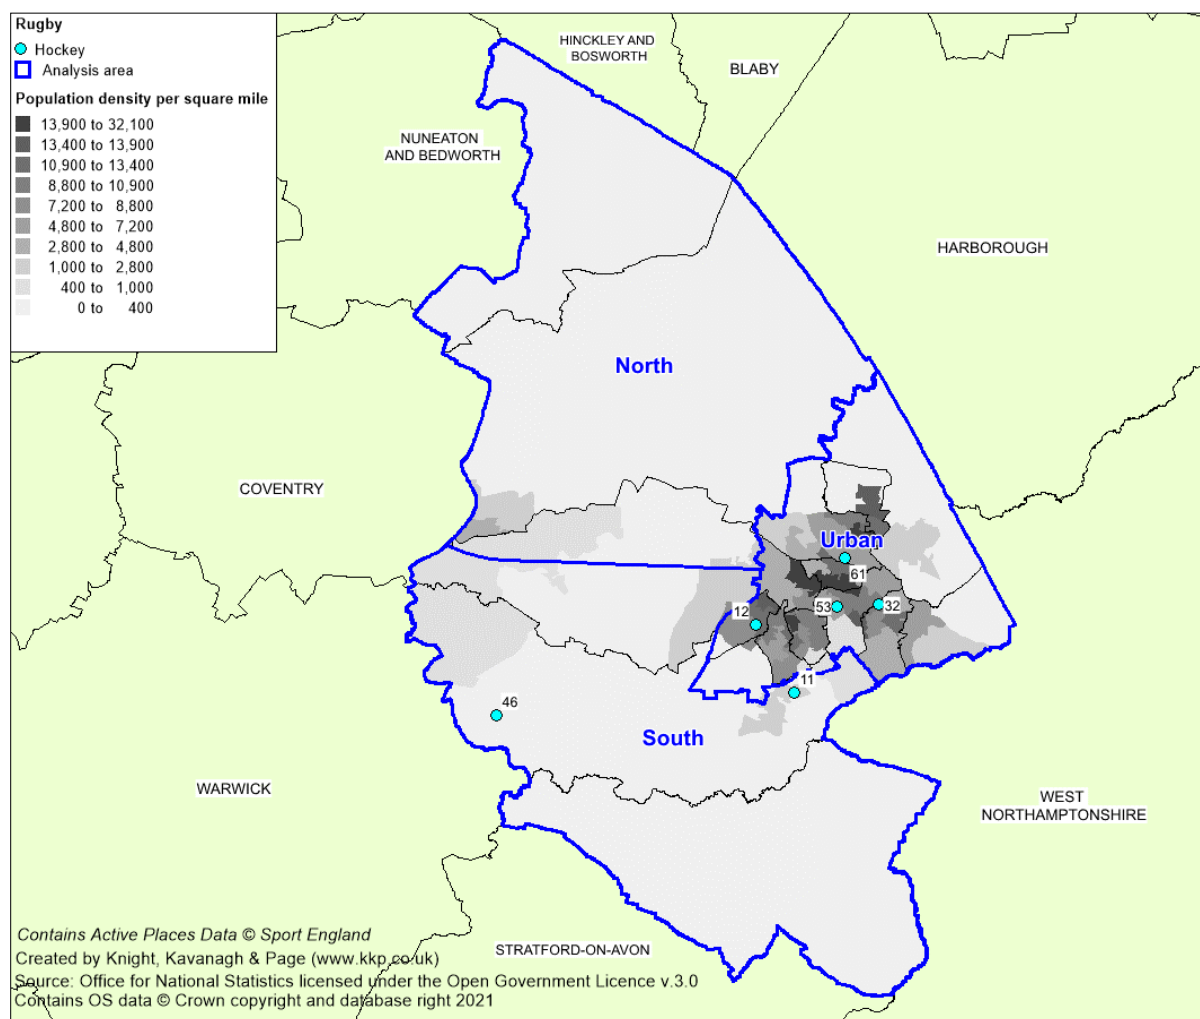 Rugby
Hockey
Analysis area
Population density per square mile
13,900 to 32,100
13,400 to 13,900
10,900 to 13,400
8,800 to 10,900
7,200 to 8,800
4,800 to 7,200
2,800 to 4,800
1,000 to 2,800
400 to 1,000
0 to 400
HINCKLEY AND
BOSWORTH
BLABY
NUNEATON
AND BEDWORTH
HARBOROUGH
North
COVENTRY
Urban
61
12
53
32
11
46
South
WARWICK
WEST
NORTHAMPTONSHIRE
STRATFORD-ON-AVON
Contains Active Places Data © Sport England
Created by Knight, Kavanagh & Page (www.kkp.co.uk)
Source: Office for National Statistics licensed under the Open Government Licence v.3.0
Contains OS data © Crown copyright and database right 2021